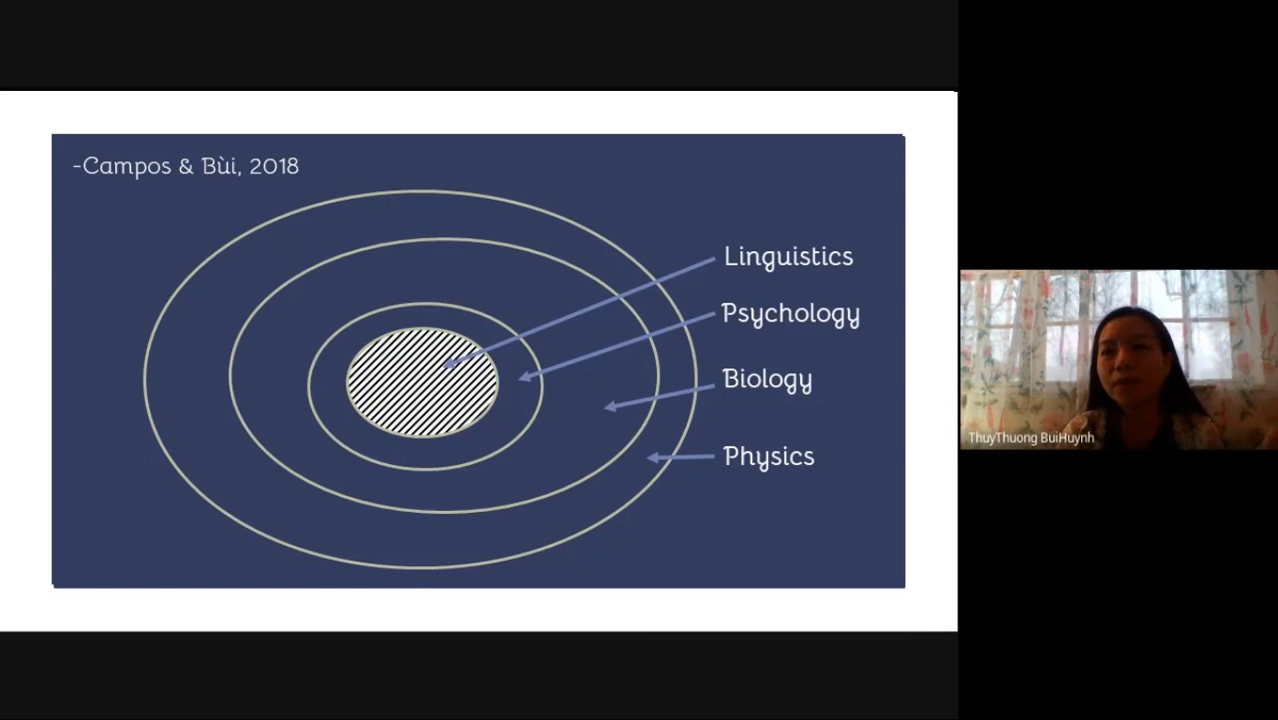 -Campos & Bùi, 2018
Linguistics
Psychology
Biology
Physics
ThuyThuong BuiHuynh